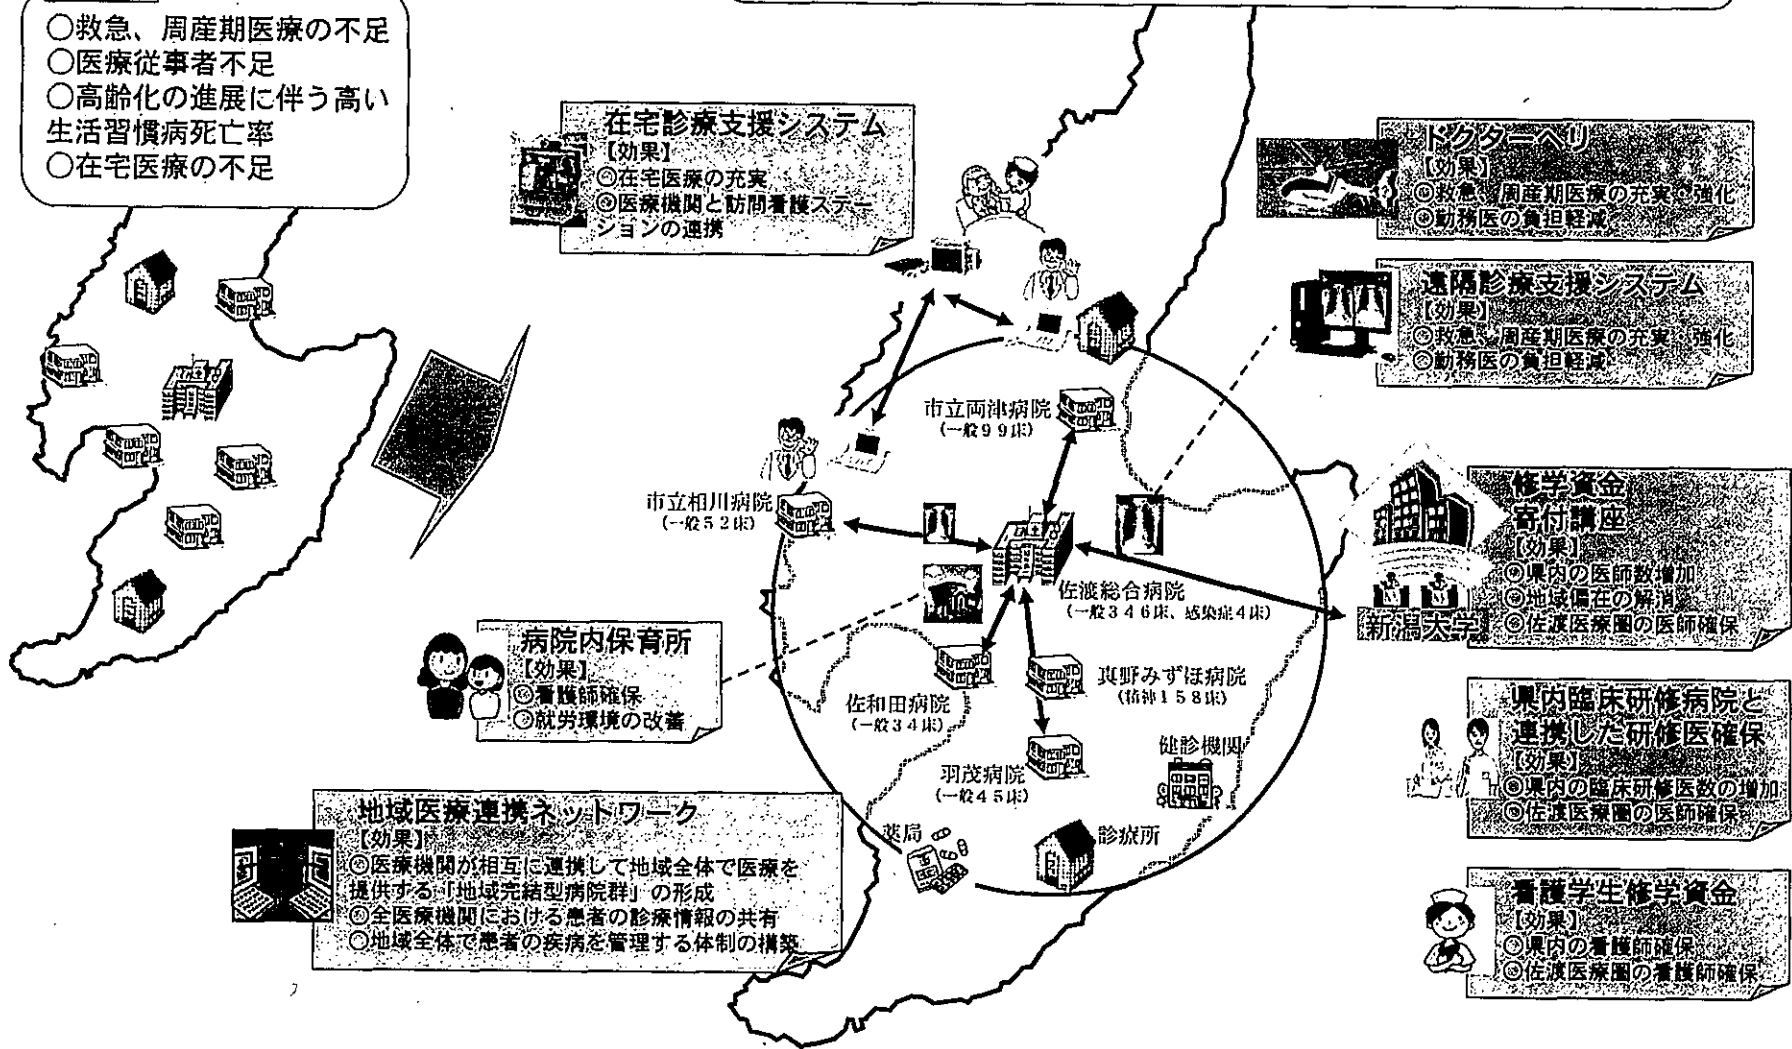 ○救急、周産期医療の不足
○医療従事者不足
○高齢化の進展に伴う高い
生活習慣病死亡率
○在宅医療の不足
在宅診療支援システム
【効果】
◎在宅医療の充実
◎医療機関と訪問看護ステー
ションの連携
ドクターヘリ
【効果】
◎救急、周産期医療の充実・強化
◎勤務医の負担軽減
遠隔診療支援システム
【効果】
◎救急、周産期医療の充実・強化
◎勤務医の負担軽減
市立両津病院
(一般99床)
市立相川病院
(一般52床)
佐渡総合病院
(一般346床、感染症4床)
修学資金
寄付講座
【効果】
◎県内の医師数増加
◎地域偏在の解消
◎佐渡医療圏の医師確保
新潟大学
病院内保育所
【効果】
◎看護師確保
◎就労環境の改善
佐和田病院
(一般34床)
真野みずほ病院
(精神158床)
羽茂病院
(一般45床)
健診機関
薬局
診療所
県内臨床研修病院と
連携した研修医確保
【効果】
◎県内の臨床研修医数の増加
◎佐渡医療圏の医師確保
地域医療連携ネットワーク
【効果】
◎医療機関が相互に連携して地域全体で医療を
提供する「地域完結型病院群」の形成
◎全医療機関における患者の診療情報の共有
◎地域全体で患者の疾病を管理する体制の構築
看護学生修学資金
【効果】
◎県内の看護師確保
◎佐渡医療圏の看護師確保